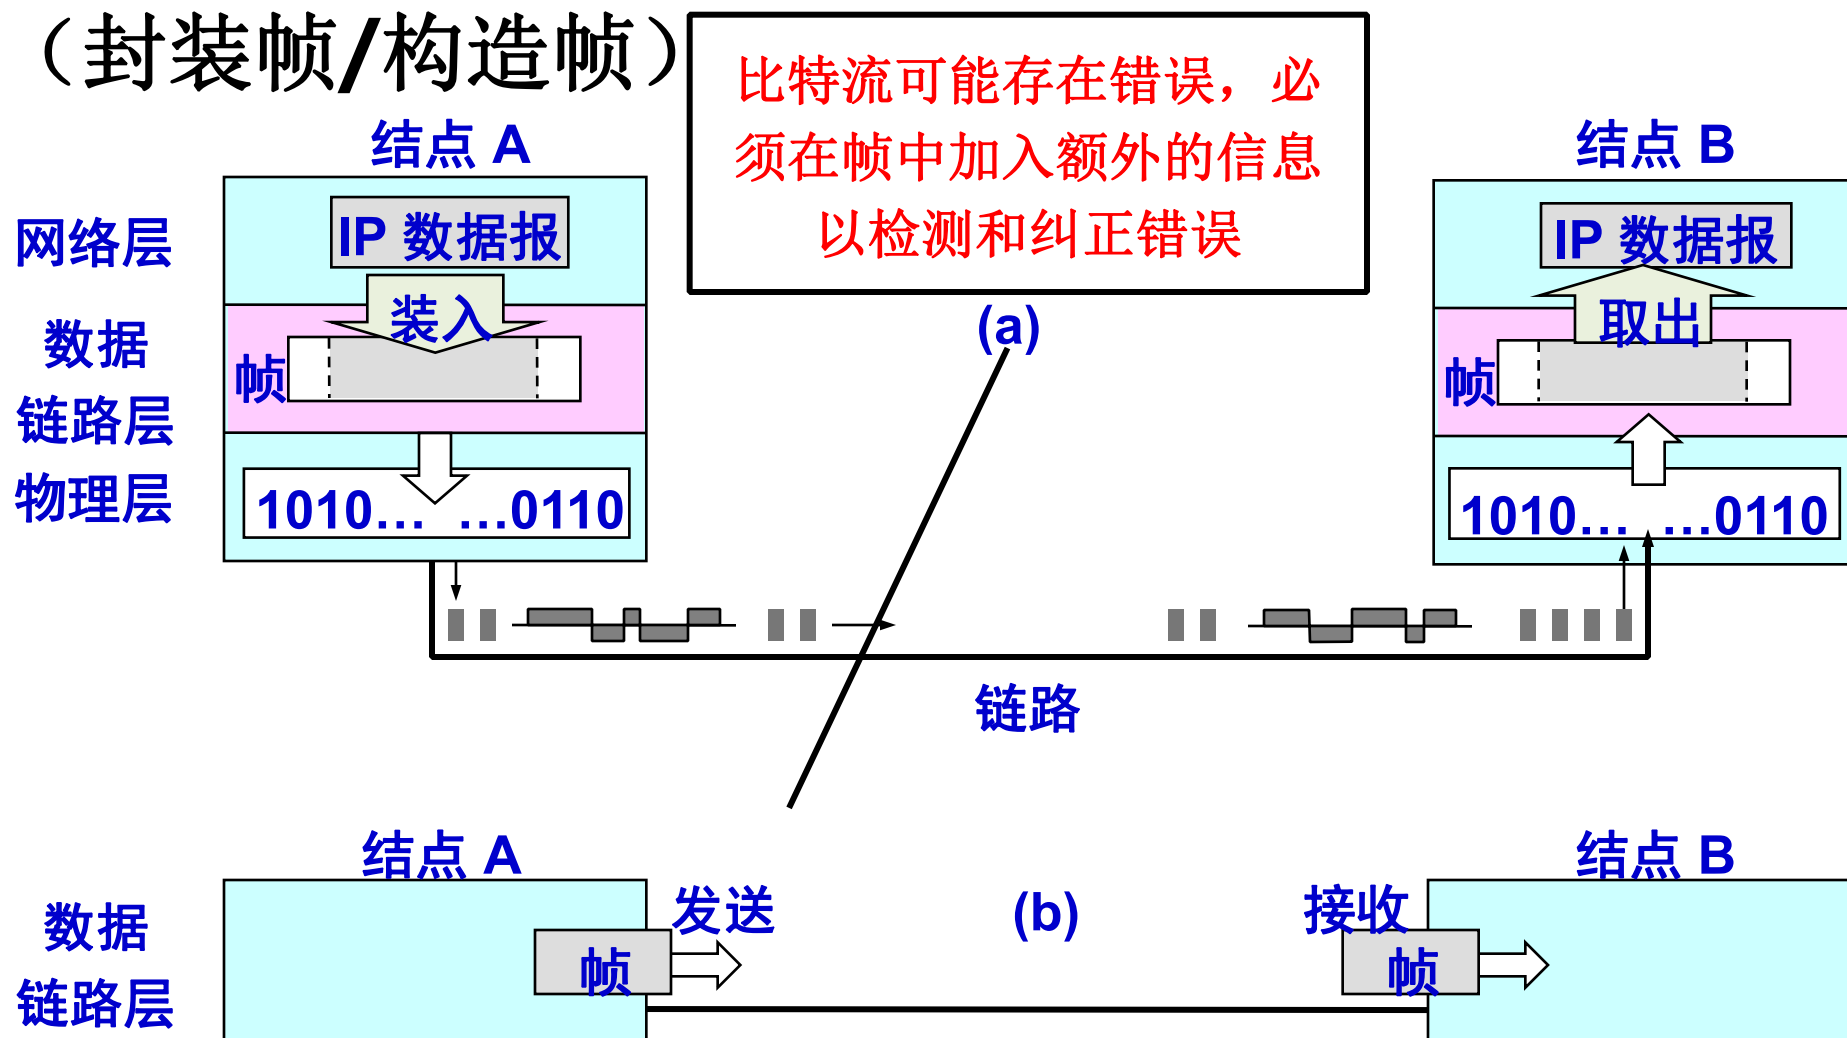 （封装帧/构造帧）
比特流可能存在错误，必
须在帧中加入额外的信息
以检测和纠正错误
结点 A
结点 B
网络层
IP 数据报
IP 数据报
装入
(a)
取出
数据
链路层
帧
帧
物理层
1010… …0110
1010… …0110
链路
结点 A
结点 B
数据
链路层
发送
(b)
接收
帧
帧